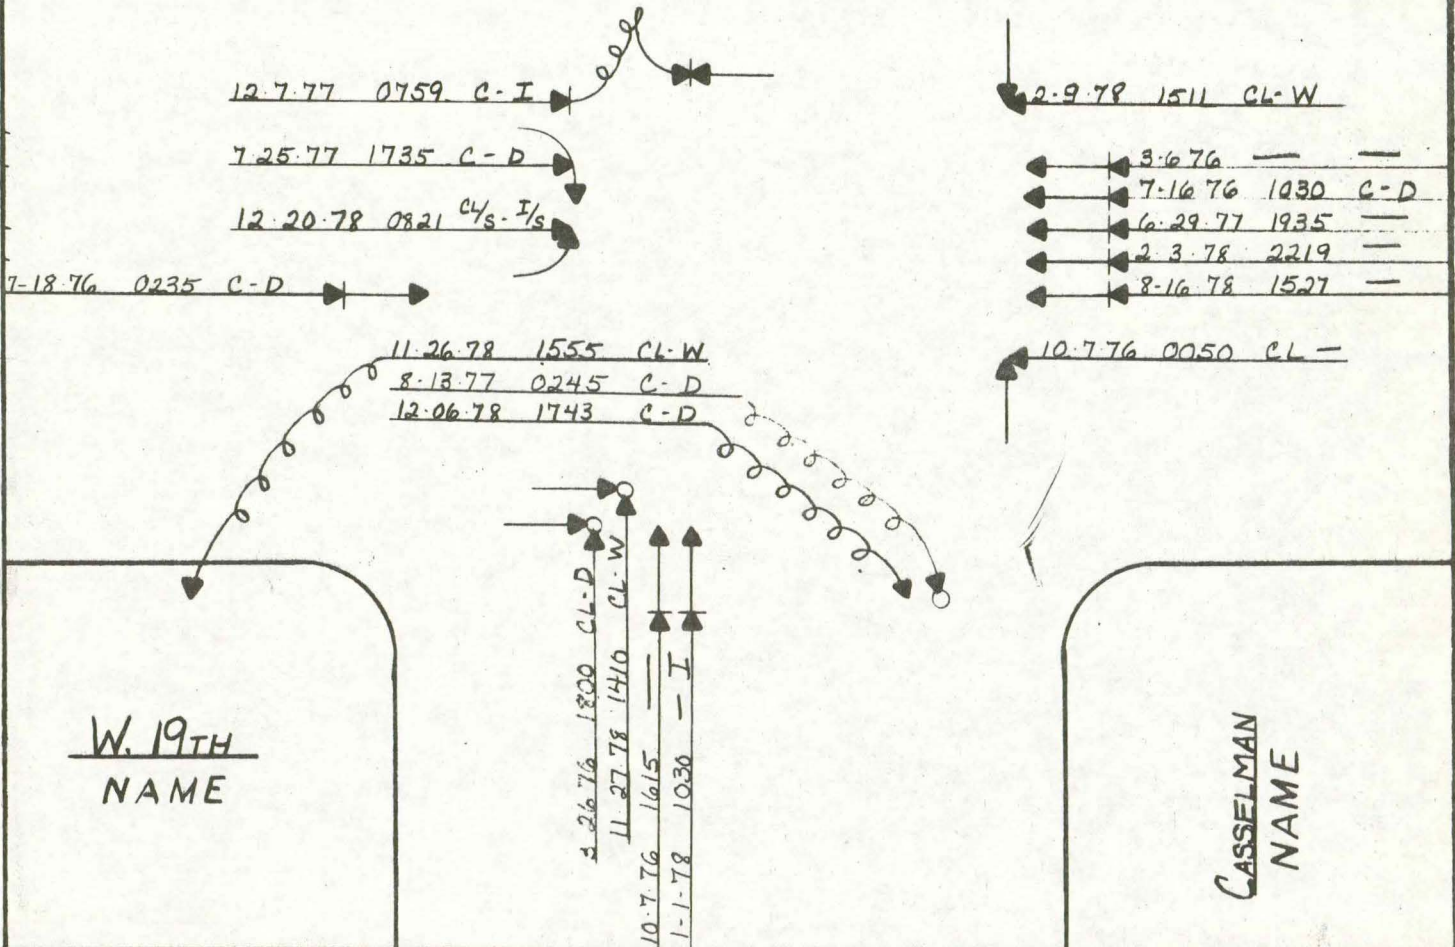 12·7·77 0759 C-I
7·25·77 1735 C-D
12·20·78 0821 CL/S-I/S
7-18·76 0235 C-D
2-9-78 1511 CL-W
3·6 76 — —
7-16 76 1030 C-D
6·29·77 1935 —
2·3·78 2219 —
8-16·78 1527 —
10·7·76 0050 CL —
11·26·78 1555 CL-W
8-13·77 0245 C-D
12·06·78 1743 C-D
3 26·76 1800 CL-D
11 27·78 1410 CL-W
10·7·76 1615 —
1-1-78 1030 — I
W. 19TH
NAME
CASSELMAN
NAME